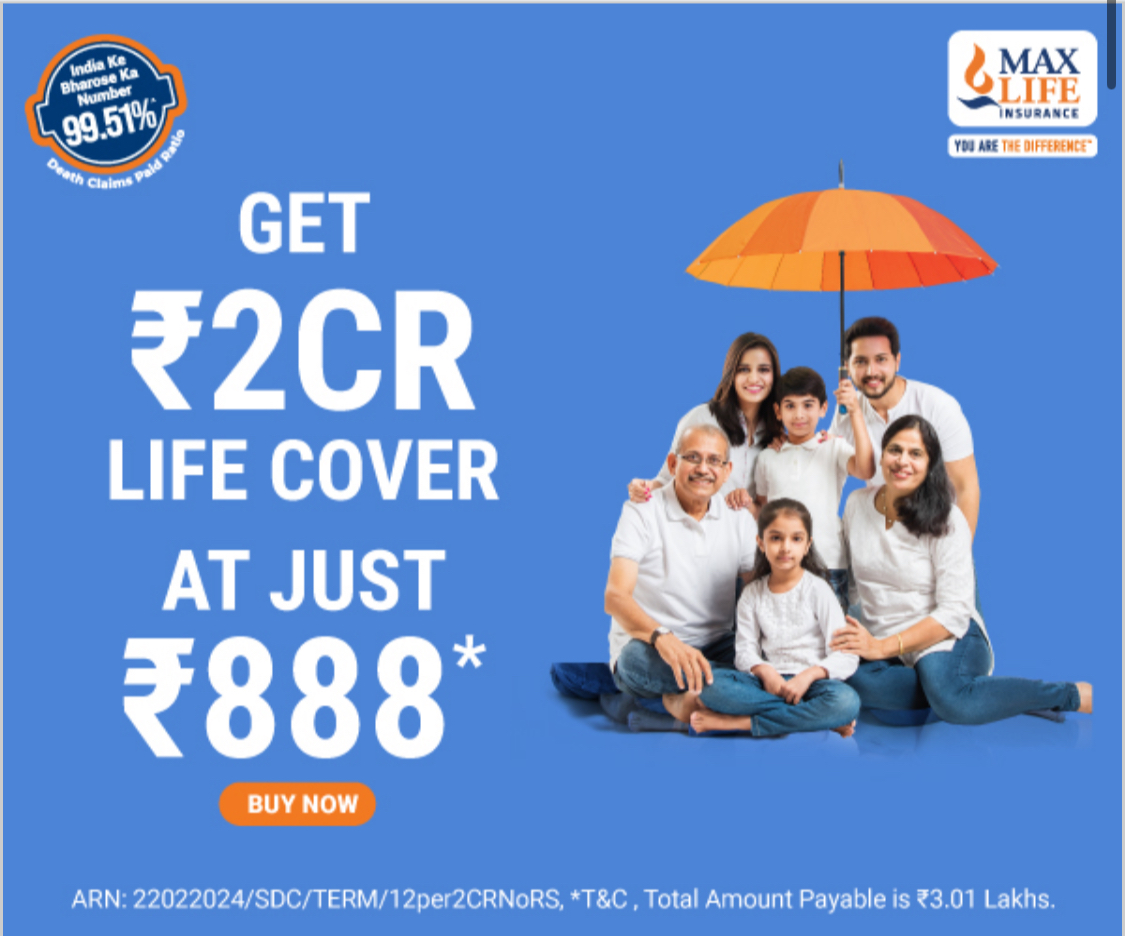 India Ke
Bharose Ka
Number
99.51%^
Death Claims Paid Ratio
MAX
LIFE
INSURANCE
YOU ARE THE DIFFERENCE™
GET
₹2CR
LIFE COVER
AT JUST
₹888*
BUY NOW
ARN: 22022024/SDC/TERM/12per2CRNoRS, *T&C , Total Amount Payable is ₹3.01 Lakhs.